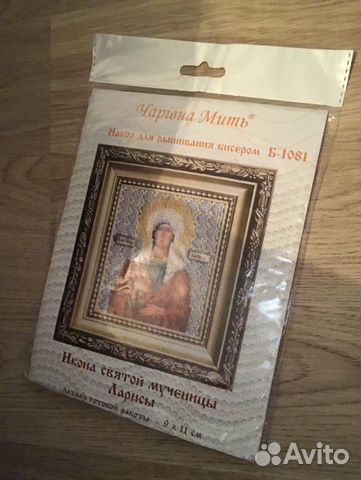 Чарівна Мить®
Набор для вышивания бисером Б-1081
Икона святой мученицы
Ларисы
размер готовой работы - 9 x 11 см
Avito